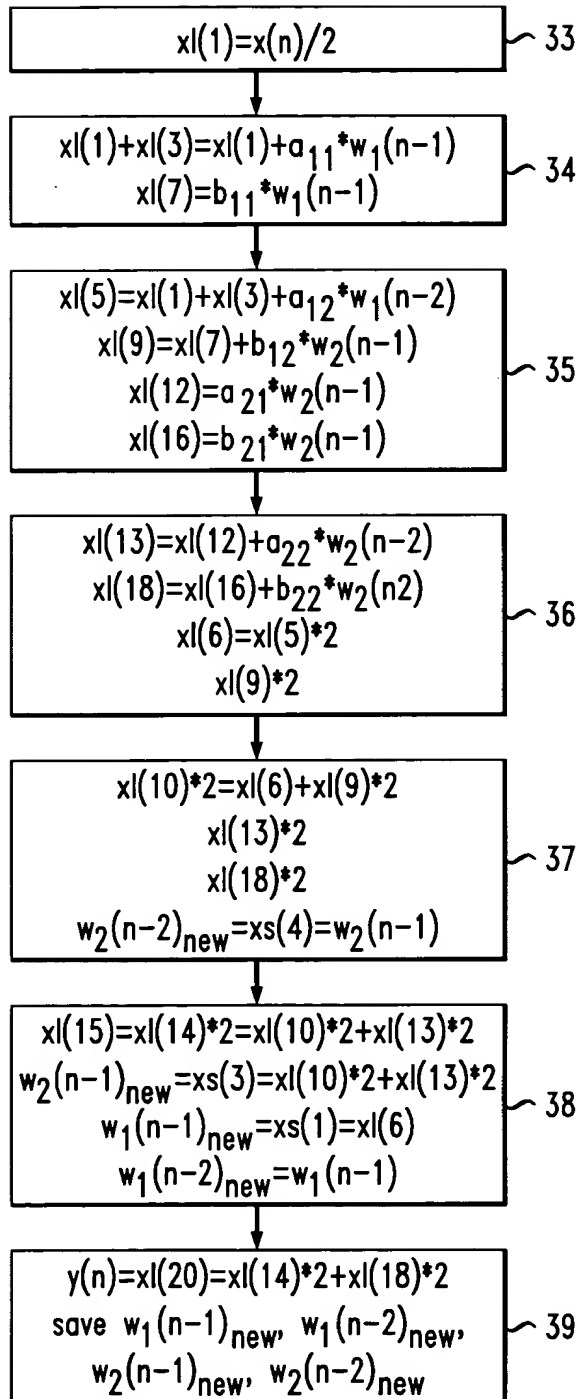 xl(1)=x(n)/2
33
xl(1)+xl(3)=xl(1)+a11*w1(n-1)
xl(7)=b11*w1(n-1)
34
xl(5)=xl(1)+xl(3)+a12*w1(n-2)
xl(9)=xl(7)+b12*w2(n-1)
xl(12)=a21*w2(n-1)
xl(16)=b21*w2(n-1)
35
xl(13)=xl(12)+a22*w2(n-2)
xl(18)=xl(16)+b22*w2(n2)
xl(6)=xl(5)*2
xl(9)*2
36
xl(10)*2=xl(6)+xl(9)*2
xl(13)*2
xl(18)*2
w2(n-2)new=xs(4)=w2(n-1)
37
xl(15)=xl(14)*2=xl(10)*2+xl(13)*2
w2(n-1)new=xs(3)=xl(10)*2+xl(13)*2
w1(n-1)new=xs(1)=xl(6)
w1(n-2)new=w1(n-1)
38
y(n)=xl(20)=xl(14)*2+xl(18)*2
save w1(n-1)new, w1(n-2)new,
w2(n-1)new, w2(n-2)new
39